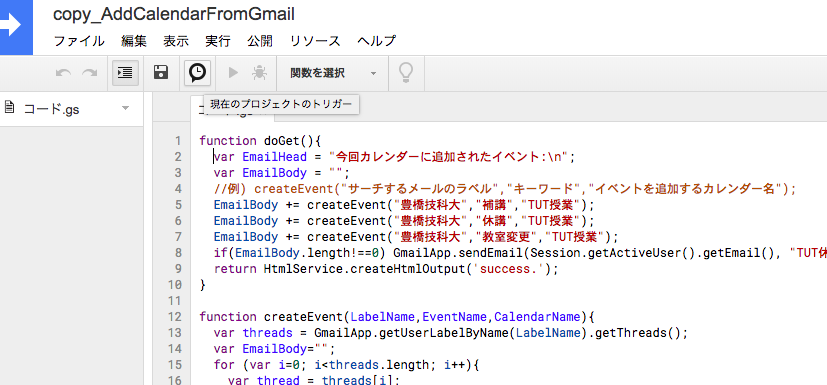 copy_AddCalendarFromGmail
ファイル 編集 表示 実行 公開 リソース ヘルプ
関数を選択
現在のプロジェクトのトリガー
コード.gs
1 function doGet(){
2 var EmailHead = "今回カレンダーに追加されたイベント:\n";
3 var EmailBody = "";
4 //例) createEvent("サーチするメールのラベル","キーワード","イベントを追加するカレンダー名");
5 EmailBody += createEvent("豊橋技科大","補講","TUT授業");
6 EmailBody += createEvent("豊橋技科大","休講","TUT授業");
7 EmailBody += createEvent("豊橋技科大","教室変更","TUT授業");
8 if(EmailBody.length!==0) GmailApp.sendEmail(Session.getActiveUser().getEmail(), "TUT休
9 return HtmlService.createHtmlOutput('success.');
10 }
11
12 function createEvent(LabelName,EventName,CalendarName){
13 var threads = GmailApp.getUserLabelByName(LabelName).getThreads();
14 var EmailBody="";
15 for (var i=0; i<threads.length; i++){
16 var thread = threads[i];